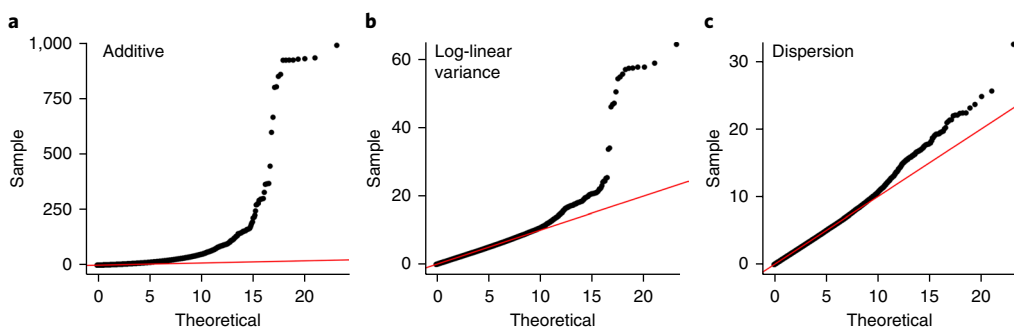 a
Additive
1,000
750
500
250
0
Sample
0
5
10
15
20
Theoretical
b
Log-linear
variance
60
40
20
0
Sample
0
5
10
15
20
Theoretical
c
Dispersion
30
20
10
0
Sample
0
5
10
15
20
Theoretical